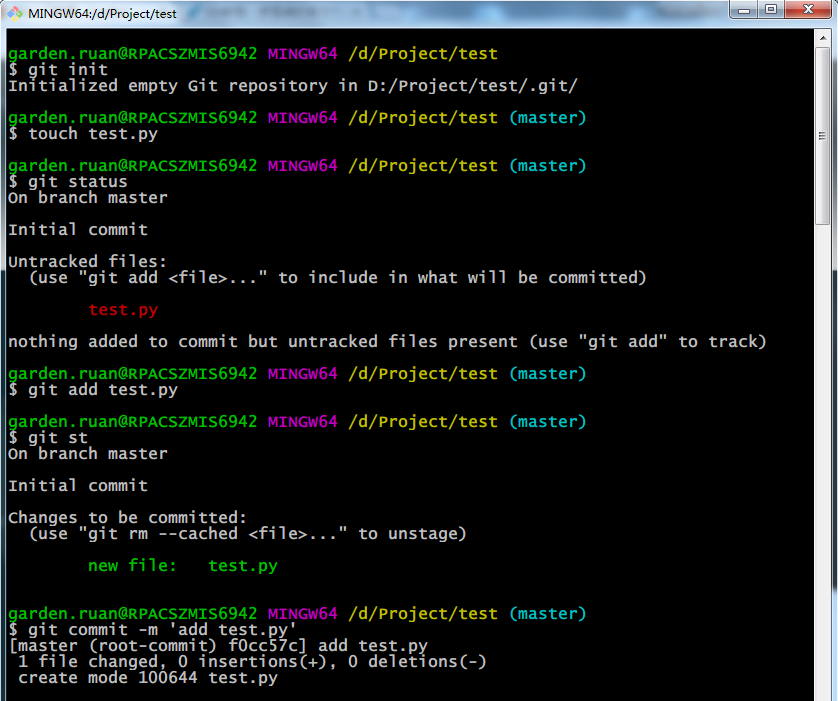 MINGW64:/d/Project/test
garden.ruan@RPACSZMIS6942 MINGW64 /d/Project/test
$ git init
Initialized empty Git repository in D:/Project/test/.git/
garden.ruan@RPACSZMIS6942 MINGW64 /d/Project/test (master)
$ touch test.py
garden.ruan@RPACSZMIS6942 MINGW64 /d/Project/test (master)
$ git status
On branch master
Initial commit
Untracked files:
  (use "git add <file>..." to include in what will be committed)
        test.py
nothing added to commit but untracked files present (use "git add" to track)
garden.ruan@RPACSZMIS6942 MINGW64 /d/Project/test (master)
$ git add test.py
garden.ruan@RPACSZMIS6942 MINGW64 /d/Project/test (master)
$ git st
On branch master
Initial commit
Changes to be committed:
  (use "git rm --cached <file>..." to unstage)
        new file:   test.py
garden.ruan@RPACSZMIS6942 MINGW64 /d/Project/test (master)
$ git commit -m 'add test.py'
[master (root-commit) f0cc57c] add test.py
 1 file changed, 0 insertions(+), 0 deletions(-)
 create mode 100644 test.py